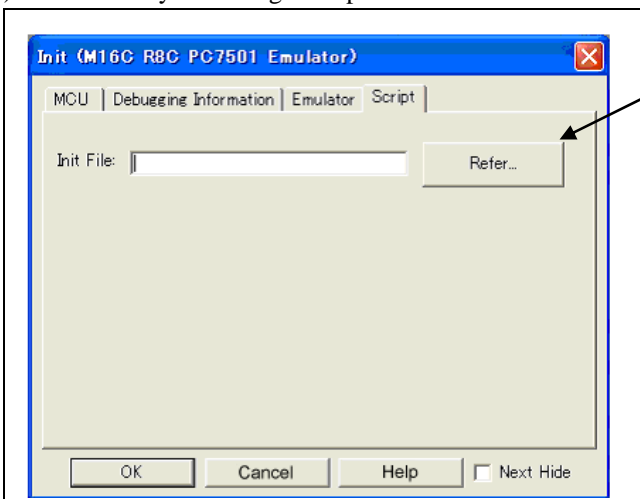 Init (M16C R8C PC7501 Emulator)
MCU Debugging Information Emulator Script
Init File: Refer...
OK Cancel Help Next Hide